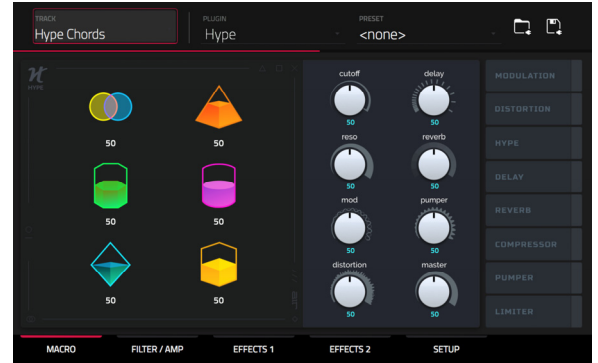 TRACK
Hype Chords
PLUGIN
Hype
PRESET
<none>
HYPE
50
50
50
50
50
50
cutoff
delay
50
50
reso
reverb
50
50
mod
pumper
50
50
distortion
master
50
50
MODULATION
DISTORTION
HYPE
DELAY
REVERB
COMPRESSOR
PUMPER
LIMITER
MACRO
FILTER / AMP
EFFECTS 1
EFFECTS 2
SETUP